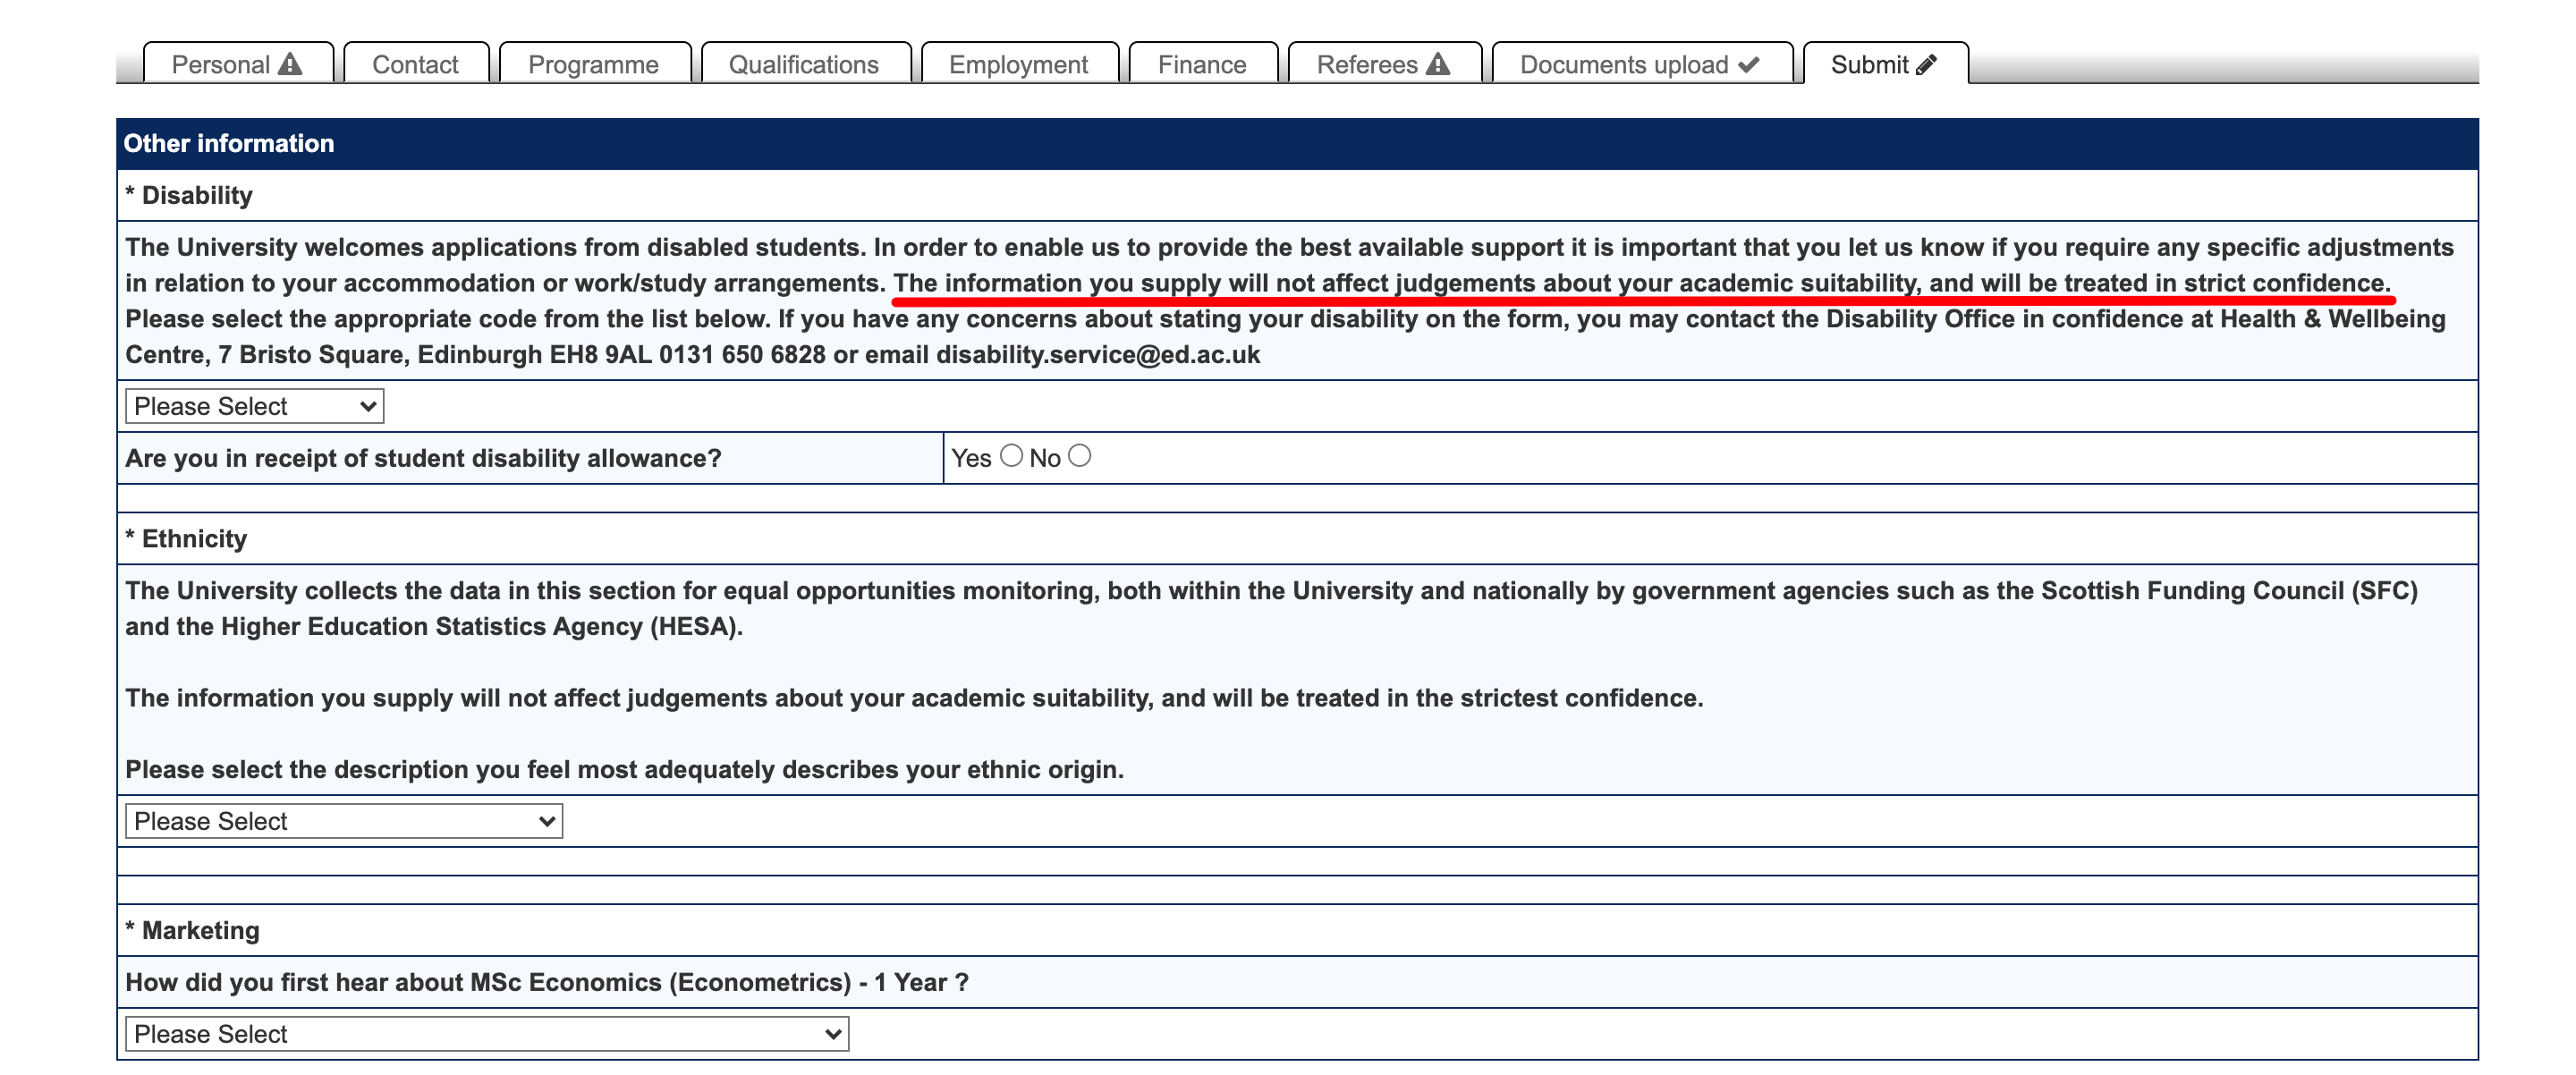 Personal
Contact
Programme
Qualifications
Employment
Finance
Referees
Documents upload
Submit
Other information
* Disability
The University welcomes applications from disabled students. In order to enable us to provide the best available support it is important that you let us know if you require any specific adjustments
in relation to your accommodation or work/study arrangements. The information you supply will not affect judgements about your academic suitability, and will be treated in strict confidence.
Please select the appropriate code from the list below. If you have any concerns about stating your disability on the form, you may contact the Disability Office in confidence at Health & Wellbeing
Centre, 7 Bristo Square, Edinburgh EH8 9AL 0131 650 6828 or email disability.service@ed.ac.uk
Please Select
Are you in receipt of student disability allowance? Yes No
* Ethnicity
The University collects the data in this section for equal opportunities monitoring, both within the University and nationally by government agencies such as the Scottish Funding Council (SFC)
and the Higher Education Statistics Agency (HESA).
The information you supply will not affect judgements about your academic suitability, and will be treated in the strictest confidence.
Please select the description you feel most adequately describes your ethnic origin.
Please Select
* Marketing
How did you first hear about MSc Economics (Econometrics) - 1 Year ?
Please Select